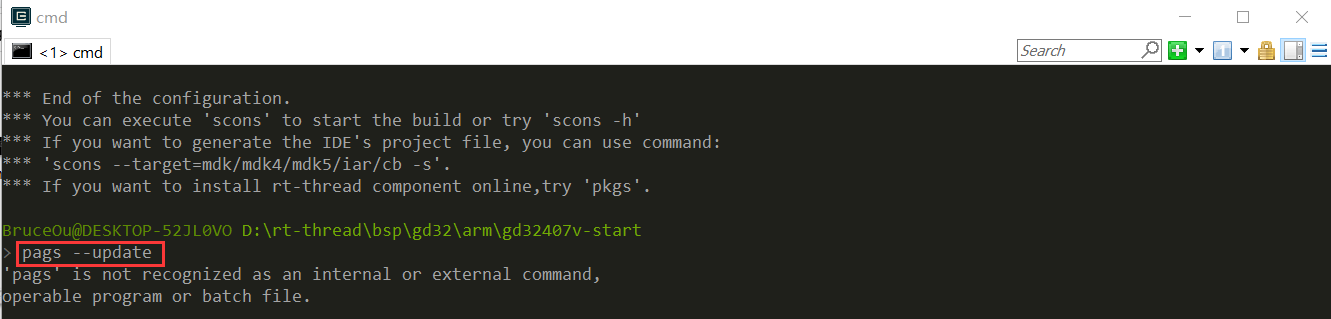 cmd
<1> cmd
Search
*** End of the configuration.
*** You can execute 'scons' to start the build or try 'scons -h'
*** If you want to generate the IDE's project file, you can use command:
*** 'scons --target=mdk/mdk4/mdk5/iar/cb -s'.
*** If you want to install rt-thread component online,try 'pkgs'.
BruceOu@DESKTOP-52JL0VO D:\rt-thread\bsp\gd32\arm\gd32407v-start
> pags --update
'pags' is not recognized as an internal or external command,
operable program or batch file.